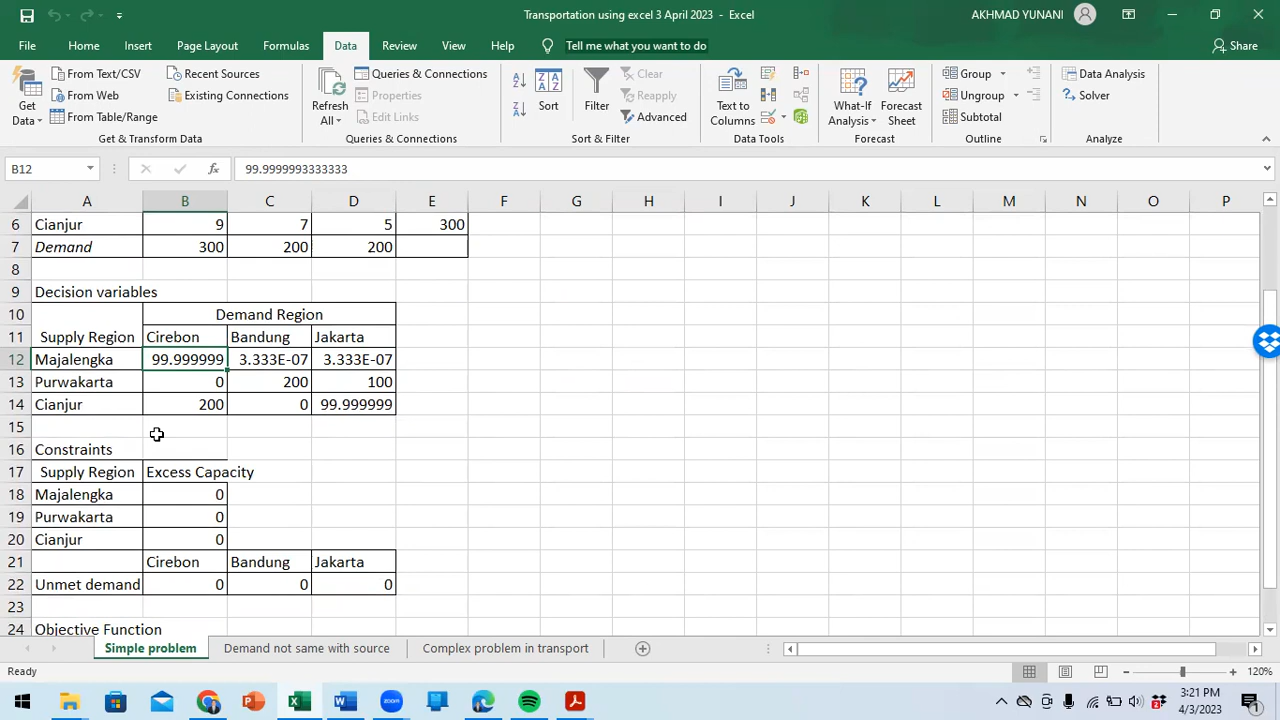 Transportation using excel 3 April 2023 - Excel
AKHMAD YUNANI
File Home Insert Page Layout Formulas Data Review View Help Tell me what you want to do Share
Get Data
From Text/CSV
From Web
From Table/Range
Recent Sources
Existing Connections
Get & Transform Data
Refresh All
Queries & Connections
Properties
Edit Links
Queries & Connections
Sort
Filter
Clear
Reapply
Advanced
Sort & Filter
Text to Columns
Data Tools
What-If Analysis
Forecast Sheet
Forecast
Group
Ungroup
Subtotal
Outline
Data Analysis
Solver
Analyze
B12 fx 99.9999993333333
A B C D E F G H I J K L M N O P
6 Cianjur 9 7 5 300
7 Demand 300 200 200
8
9 Decision variables
10 Demand Region
11 Supply Region Cirebon Bandung Jakarta
12 Majalengka 99.999999 3.333E-07 3.333E-07
13 Purwakarta 0 200 100
14 Cianjur 200 0 99.999999
15
16 Constraints
17 Supply Region Excess Capacity
18 Majalengka 0
19 Purwakarta 0
20 Cianjur 0
21 Cirebon Bandung Jakarta
22 Unmet demand 0 0 0
23
24 Objective Function
Simple problem Demand not same with source Complex problem in transport
Ready 120%
3:21 PM
4/3/2023